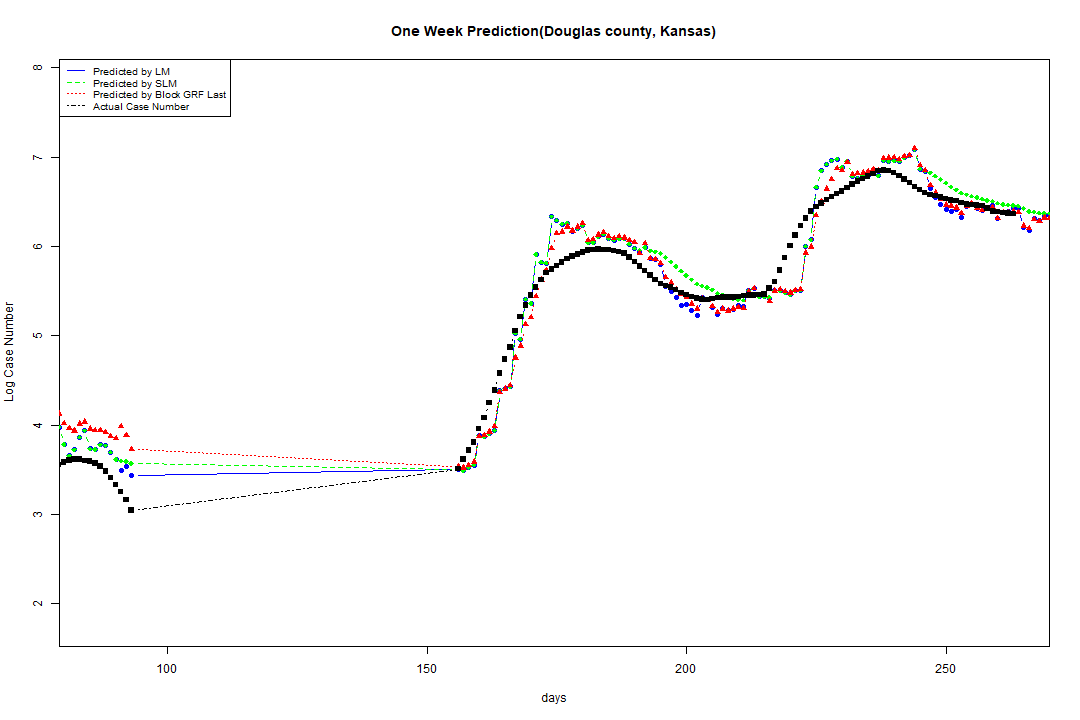 One Week Prediction(Douglas county, Kansas)
Predicted by LM
Predicted by SLM
Predicted by Block GRF Last
Actual Case Number
8
7
6
5
4
3
2
Log Case Number
100
150
200
250
days